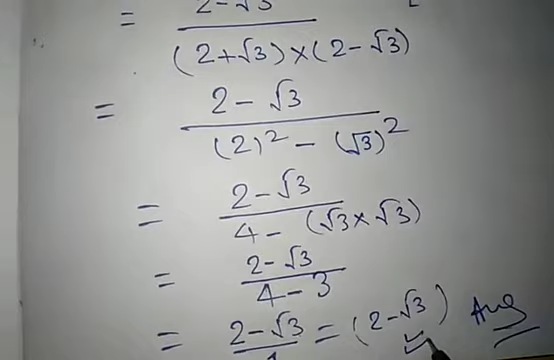 = 2-√3 / (2+√3)×(2-√3)
= 2-√3 / (2)² - (√3)²
= 2-√3 / 4-(√3×√3)
= 2-√3 / 4-3
= 2-√3 / 1 = (2-√3) Ans